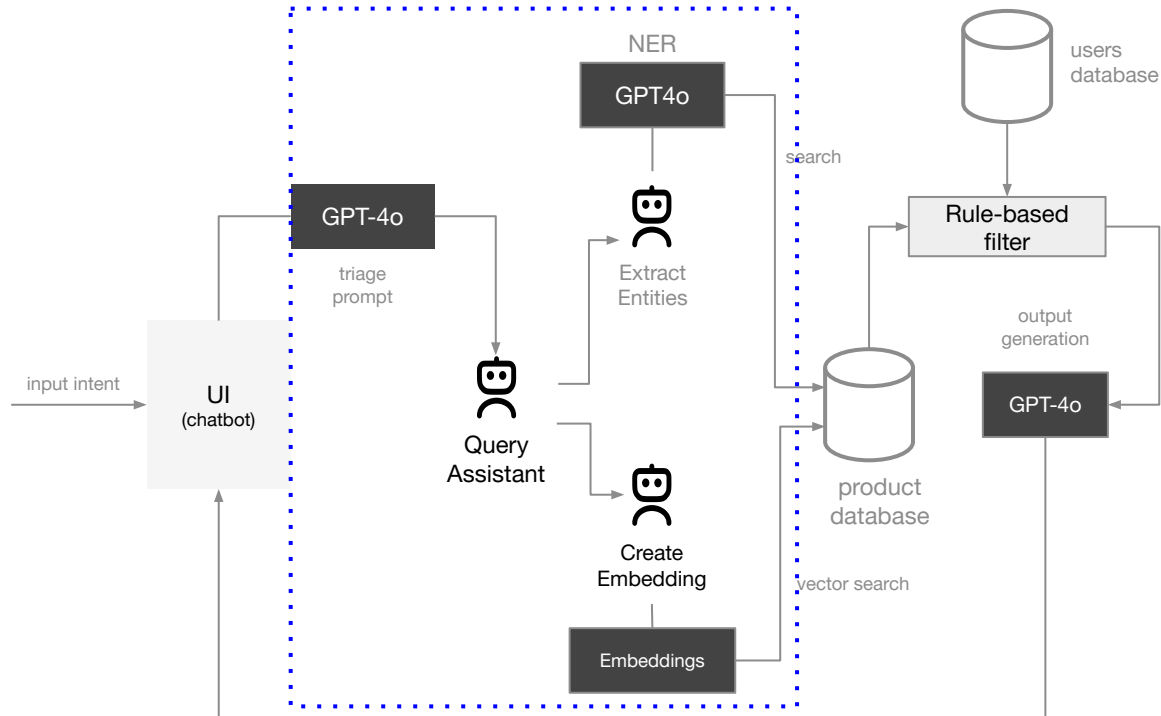 NER
GPT4o
users
database
search
GPT-4o
Rule-based
filter
triage
prompt
Extract
Entities
output
generation
input intent
UI
(chatbot)
GPT-4o
Query
Assistant
product
database
Create
Embedding
vector search
Embeddings